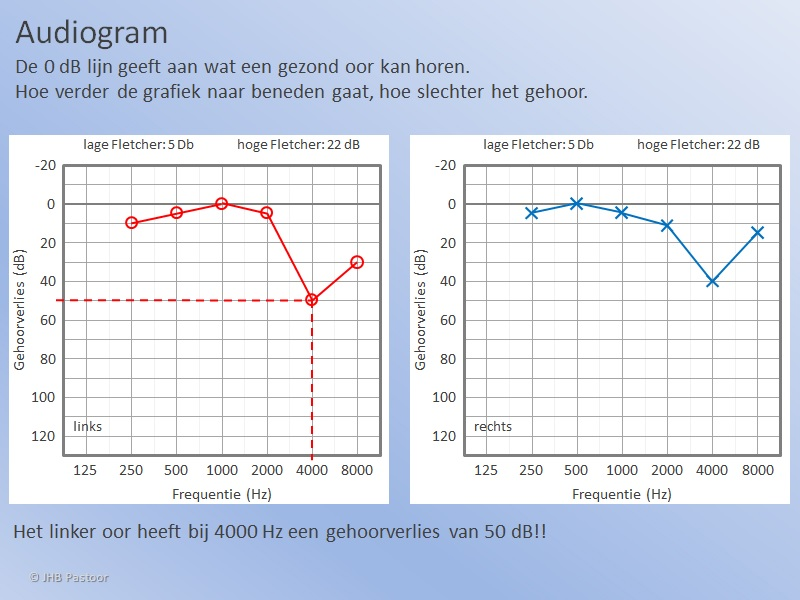 Audiogram
De 0 dB lijn geeft aan wat een gezond oor kan horen.
Hoe verder de grafiek naar beneden gaat, hoe slechter het gehoor.
lage Fletcher: 5 Db hoge Fletcher: 22 dB
-20
0
20
40
60
80
100
120
Gehoorverlies (dB)
links
125 250 500 1000 2000 4000 8000
Frequentie (Hz)
lage Fletcher: 5 Db hoge Fletcher: 22 dB
-20
0
20
40
60
80
100
120
Gehoorverlies (dB)
rechts
125 250 500 1000 2000 4000 8000
Frequentie (Hz)
Het linker oor heeft bij 4000 Hz een gehoorverlies van 50 dB!!
© JHB Pastoor